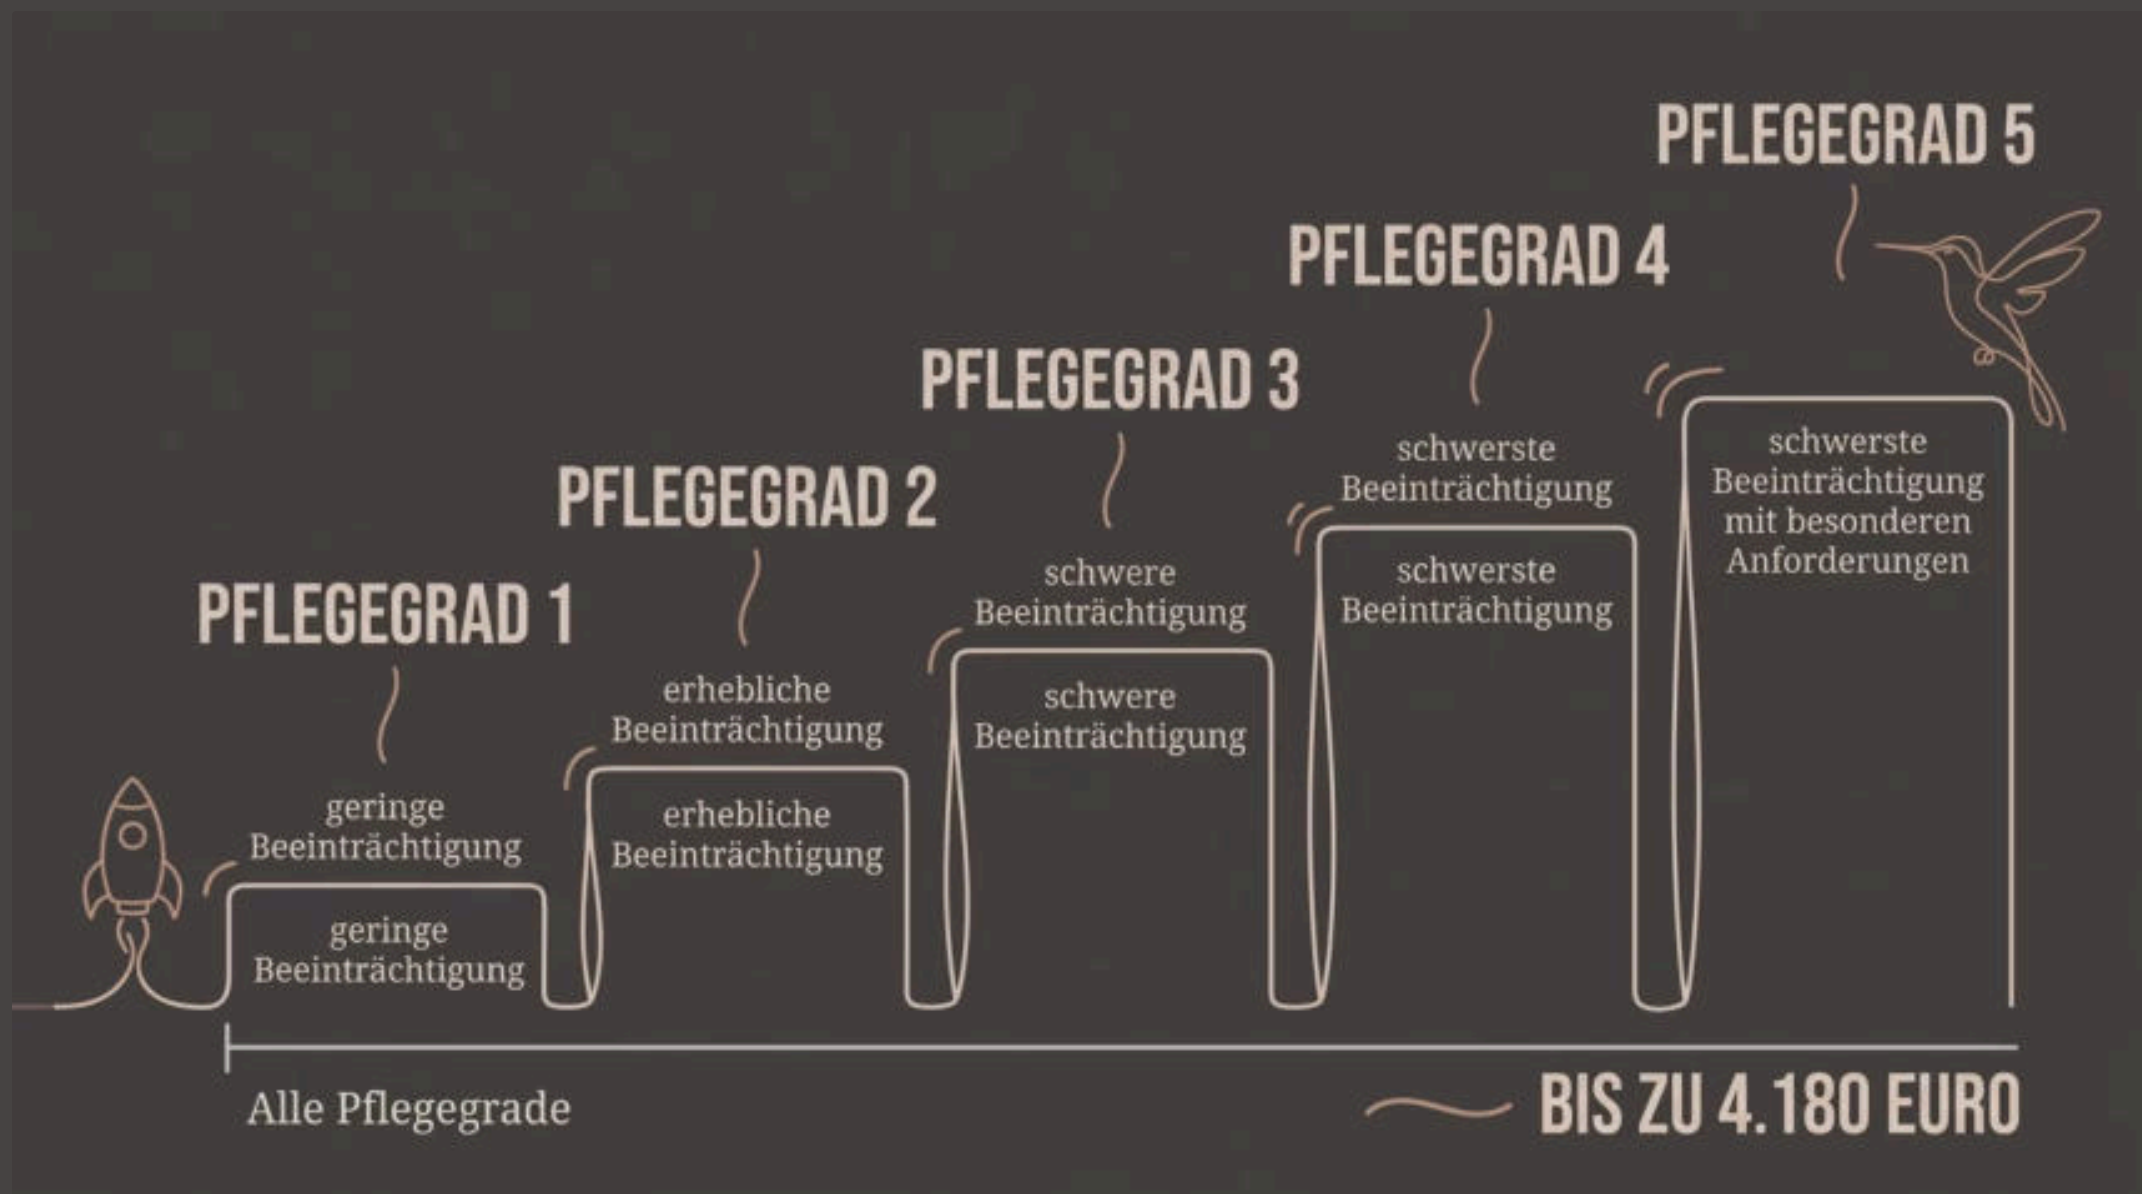 PFLEGEGRAD 1
geringe
Beeinträchtigung
geringe
Beeinträchtigung
PFLEGEGRAD 2
erhebliche
Beeinträchtigung
erhebliche
Beeinträchtigung
PFLEGEGRAD 3
schwere
Beeinträchtigung
schwere
Beeinträchtigung
PFLEGEGRAD 4
schwerste
Beeinträchtigung
schwerste
Beeinträchtigung
PFLEGEGRAD 5
schwerste
Beeinträchtigung
mit besonderen
Anforderungen
Alle Pflegegrade
BIS ZU 4.180 EURO